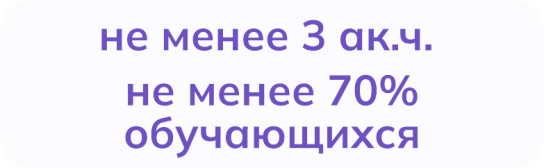 не менее 3 ак.ч.
не менее 70%
обучающихся